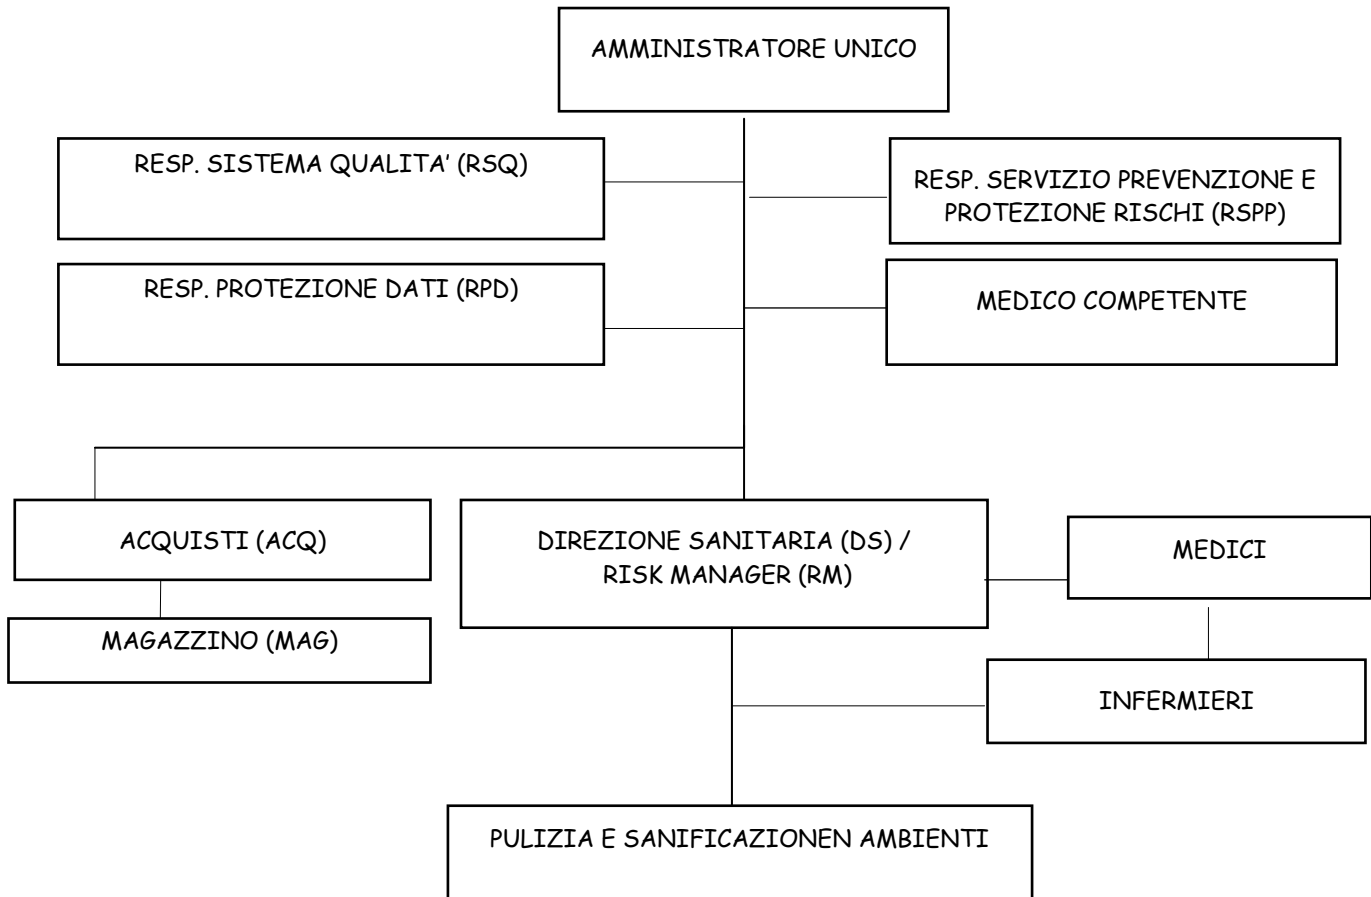 AMMINISTRATORE UNICO
RESP. SISTEMA QUALITA' (RSQ)
RESP. SERVIZIO PREVENZIONE E
PROTEZIONE RISCHI (RSPP)
RESP. PROTEZIONE DATI (RPD)
MEDICO COMPETENTE
ACQUISTI (ACQ)
DIREZIONE SANITARIA (DS) /
RISK MANAGER (RM)
MEDICI
MAGAZZINO (MAG)
INFERMIERI
PULIZIA E SANIFICAZIONEN AMBIENTI